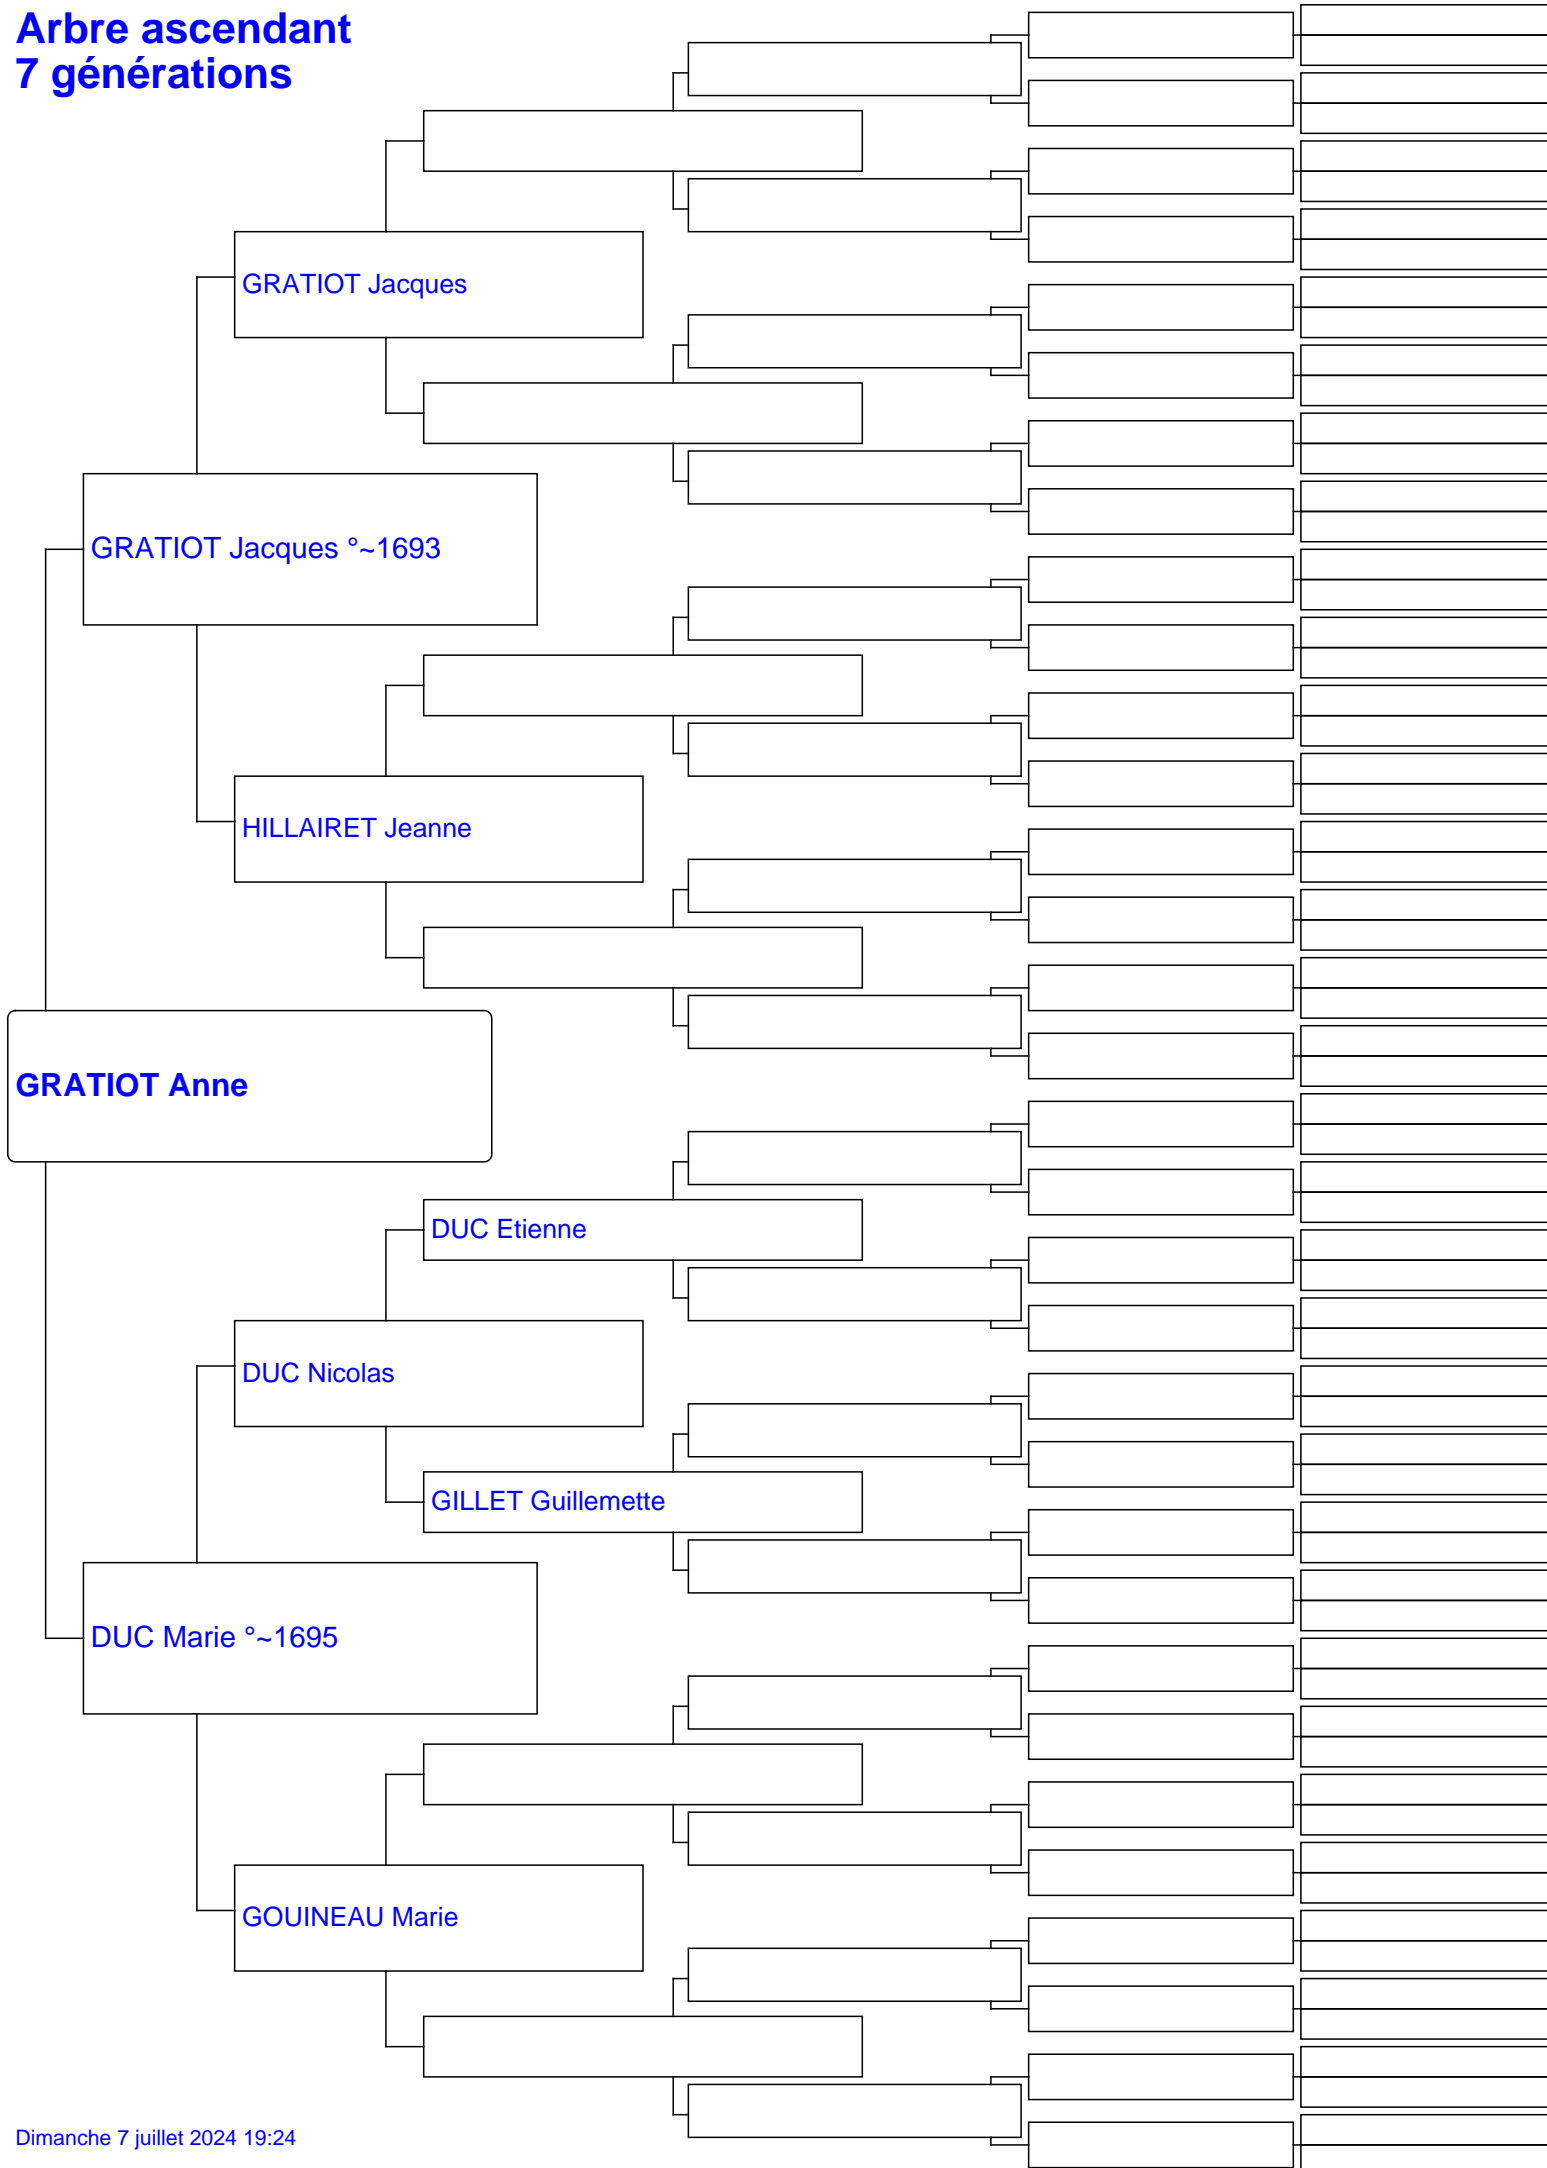 Arbre ascendant
7 générations
GRATIOT Jacques
GRATIOT Jacques °~1693
HILLAIRET Jeanne
GRATIOT Anne
DUC Etienne
DUC Nicolas
GILLET Guillemette
DUC Marie °~1695
GOUINEAU Marie
Dimanche 7 juillet 2024 19:24